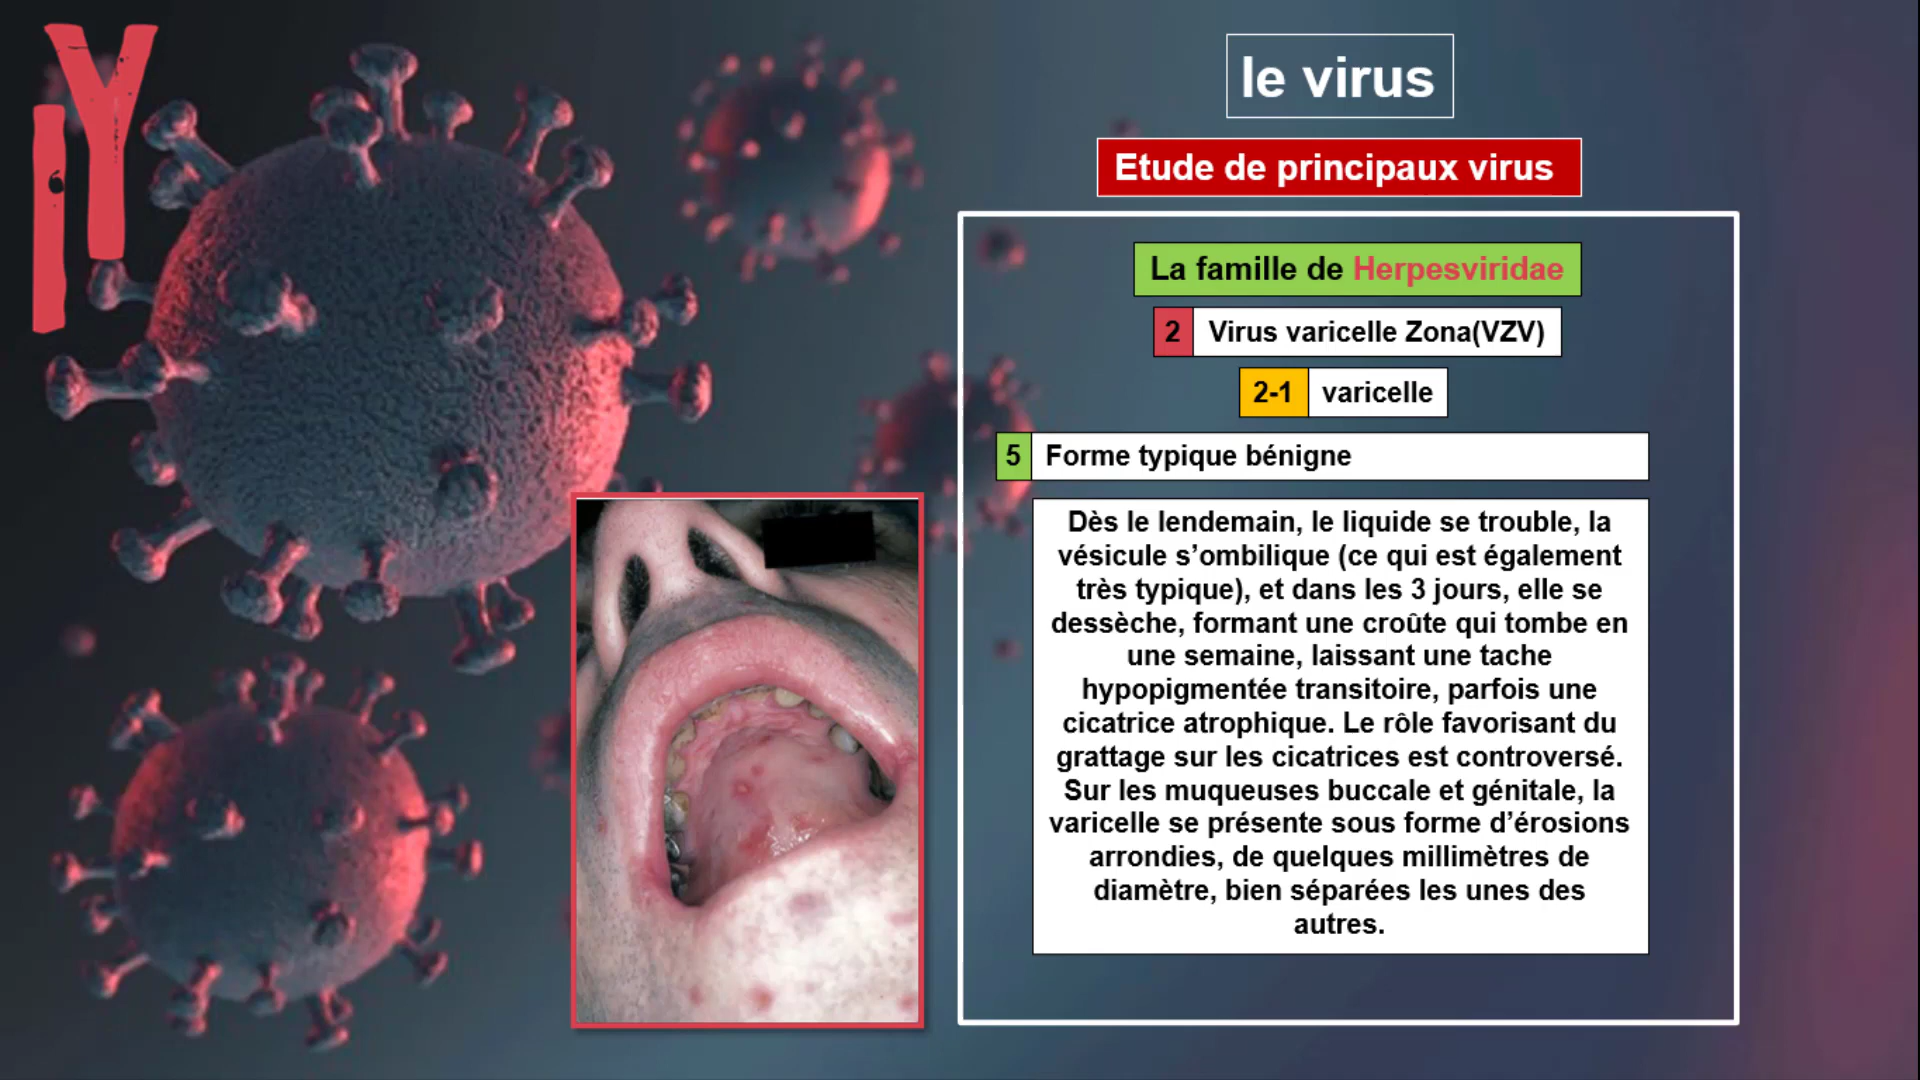 IY
le virus
Etude de principaux virus
La famille de Herpesviridae
2 Virus varicelle Zona(VZV)
2-1 varicelle
5 Forme typique bénigne
Dès le lendemain, le liquide se trouble, la
vésicule s’ombilique (ce qui est également
très typique), et dans les 3 jours, elle se
dessèche, formant une croûte qui tombe en
une semaine, laissant une tache
hypopigmentée transitoire, parfois une
cicatrice atrophique. Le rôle favorisant du
grattage sur les cicatrices est controversé.
Sur les muqueuses buccale et génitale, la
varicelle se présente sous forme d’érosions
arrondies, de quelques millimètres de
diamètre, bien séparées les unes des
autres.